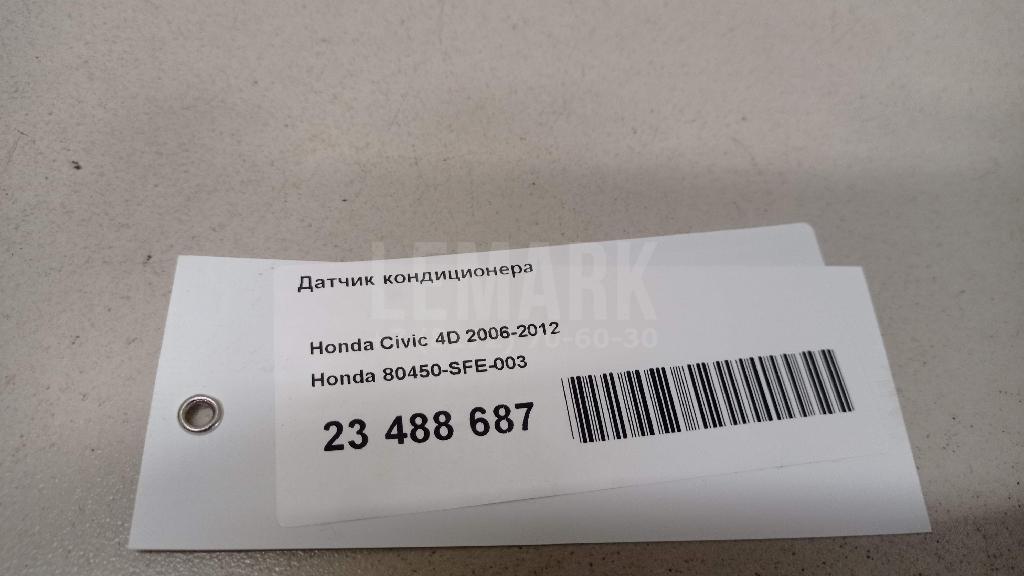 Датчик кондиционера
LEMARK
Honda Civic 4D 2006-2012
Honda 80450-SFE-003
23 488 687